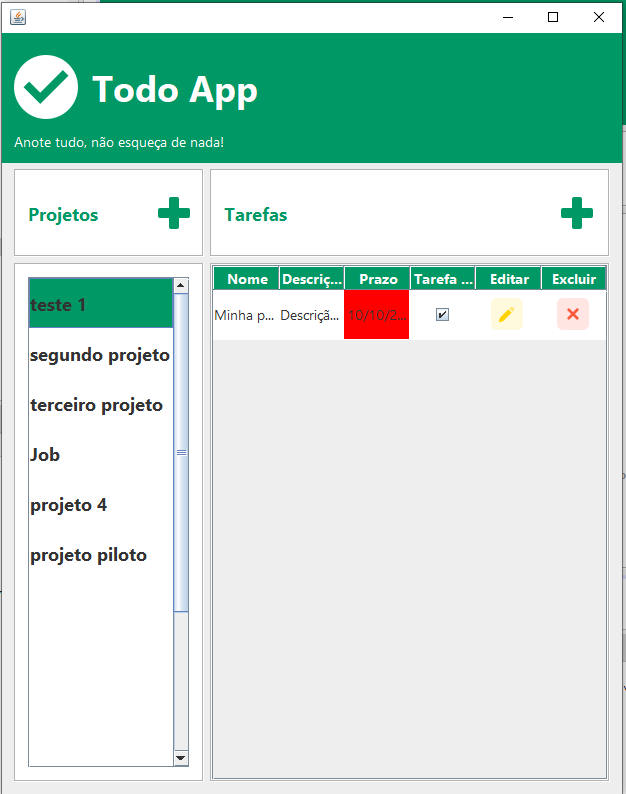 Todo App
Anote tudo, não esqueça de nada!
Projetos
Tarefas
teste 1
segundo projeto
terceiro projeto
Job
projeto 4
projeto piloto
Nome Descriç... Prazo Tarefa ... Editar Excluir
Minha p... Descriçã... 10/10/2...